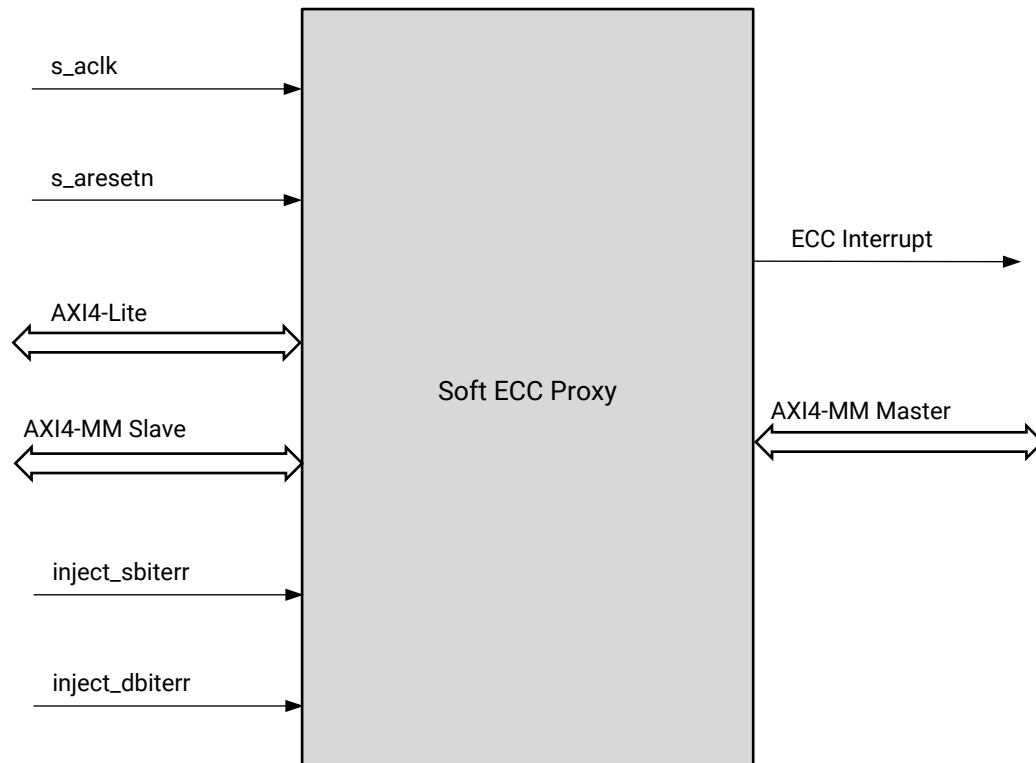 s_aclk
s_aresetn
ECC Interrupt
AXI4-Lite
Soft ECC Proxy
AXI4-MM Master
AXI4-MM Slave
inject_sbiterr
inject_dbiterr